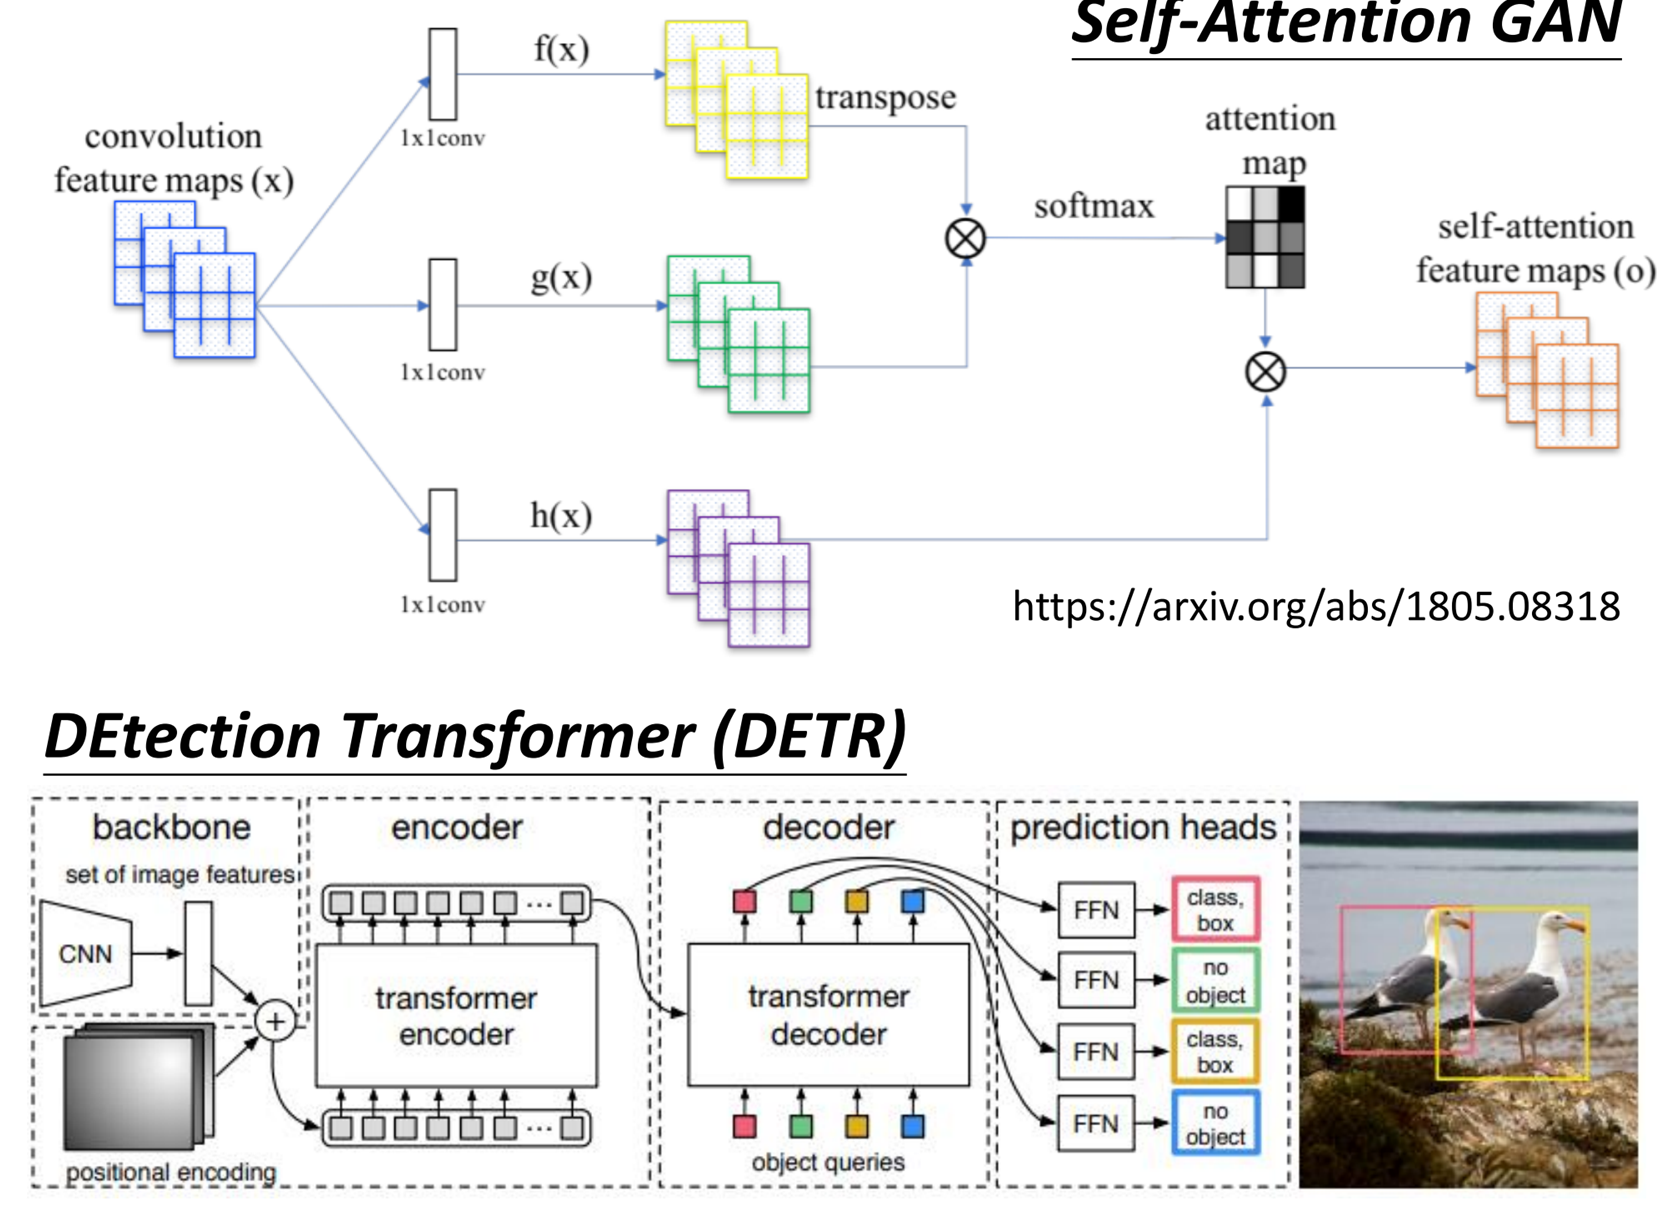 Self-Attention GAN
convolution
feature maps (x)
1x1conv
f(x)
transpose
1x1conv
g(x)
softmax
attention
map
self-attention
feature maps (o)
1x1conv
h(x)
https://arxiv.org/abs/1805.08318
DEtection Transformer (DETR)
backbone
set of image features
CNN
+
positional encoding
encoder
...
transformer
encoder
...
decoder
transformer
decoder
object queries
prediction heads
FFN
class,
box
FFN
no
object
FFN
class,
box
FFN
no
object